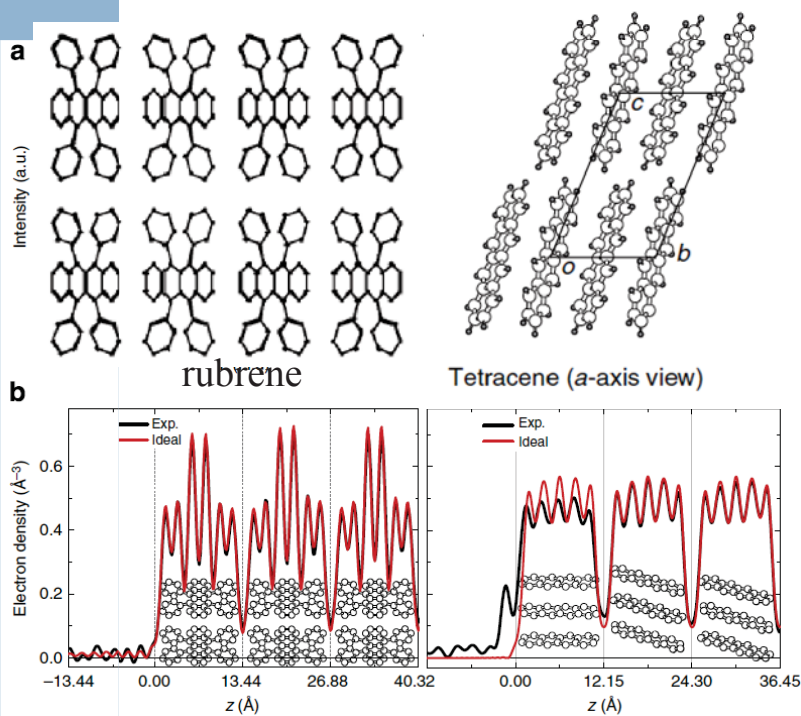 a
Intensity (a.u.)
c
o
b
rubrene
Tetracene (a-axis view)
b
Exp.
Ideal
Exp.
Ideal
Electron density (Å⁻³)
0.6
0.4
0.2
0.0
−13.44 0.00 13.44 26.88 40.32 0.00 12.15 24.30 36.45
z (Å) z (Å)